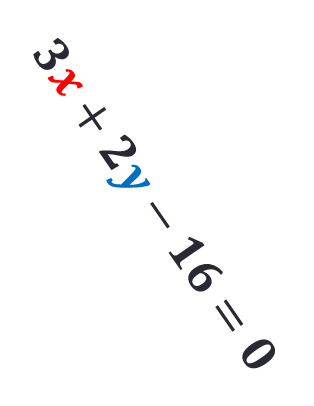 3x + 2y − 16 = 0